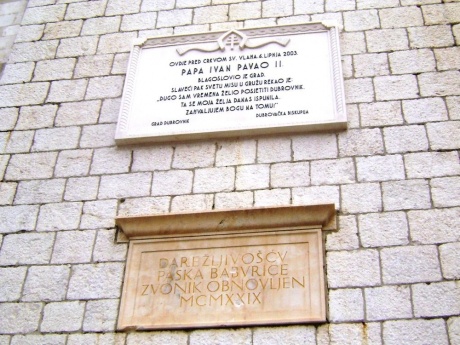 OVDJE PRED CRKVOM SV. VLAHA 6. LIPNJA 2003.
PAPA IVAN PAVAO II.
BLAGOSLOVIO JE GRAD.
SLAVEĆI PAK SVETU MISU U GRUŽU REKAO JE:
„DUGO SAM VREMENA ŽELIO POSJETITI DUBROVNIK,
TA SE MOJA ŽELJA DANAS ISPUNILA.
ZAHVALJUJEM BOGU NA TOMU!"
GRAD DUBROVNIK DUBROVAČKA BISKUPIJA
DAREŽLJIVOŠĆU
PASKA BABURICE
ZVONIK OBNOVLJEN
MCMXXIX